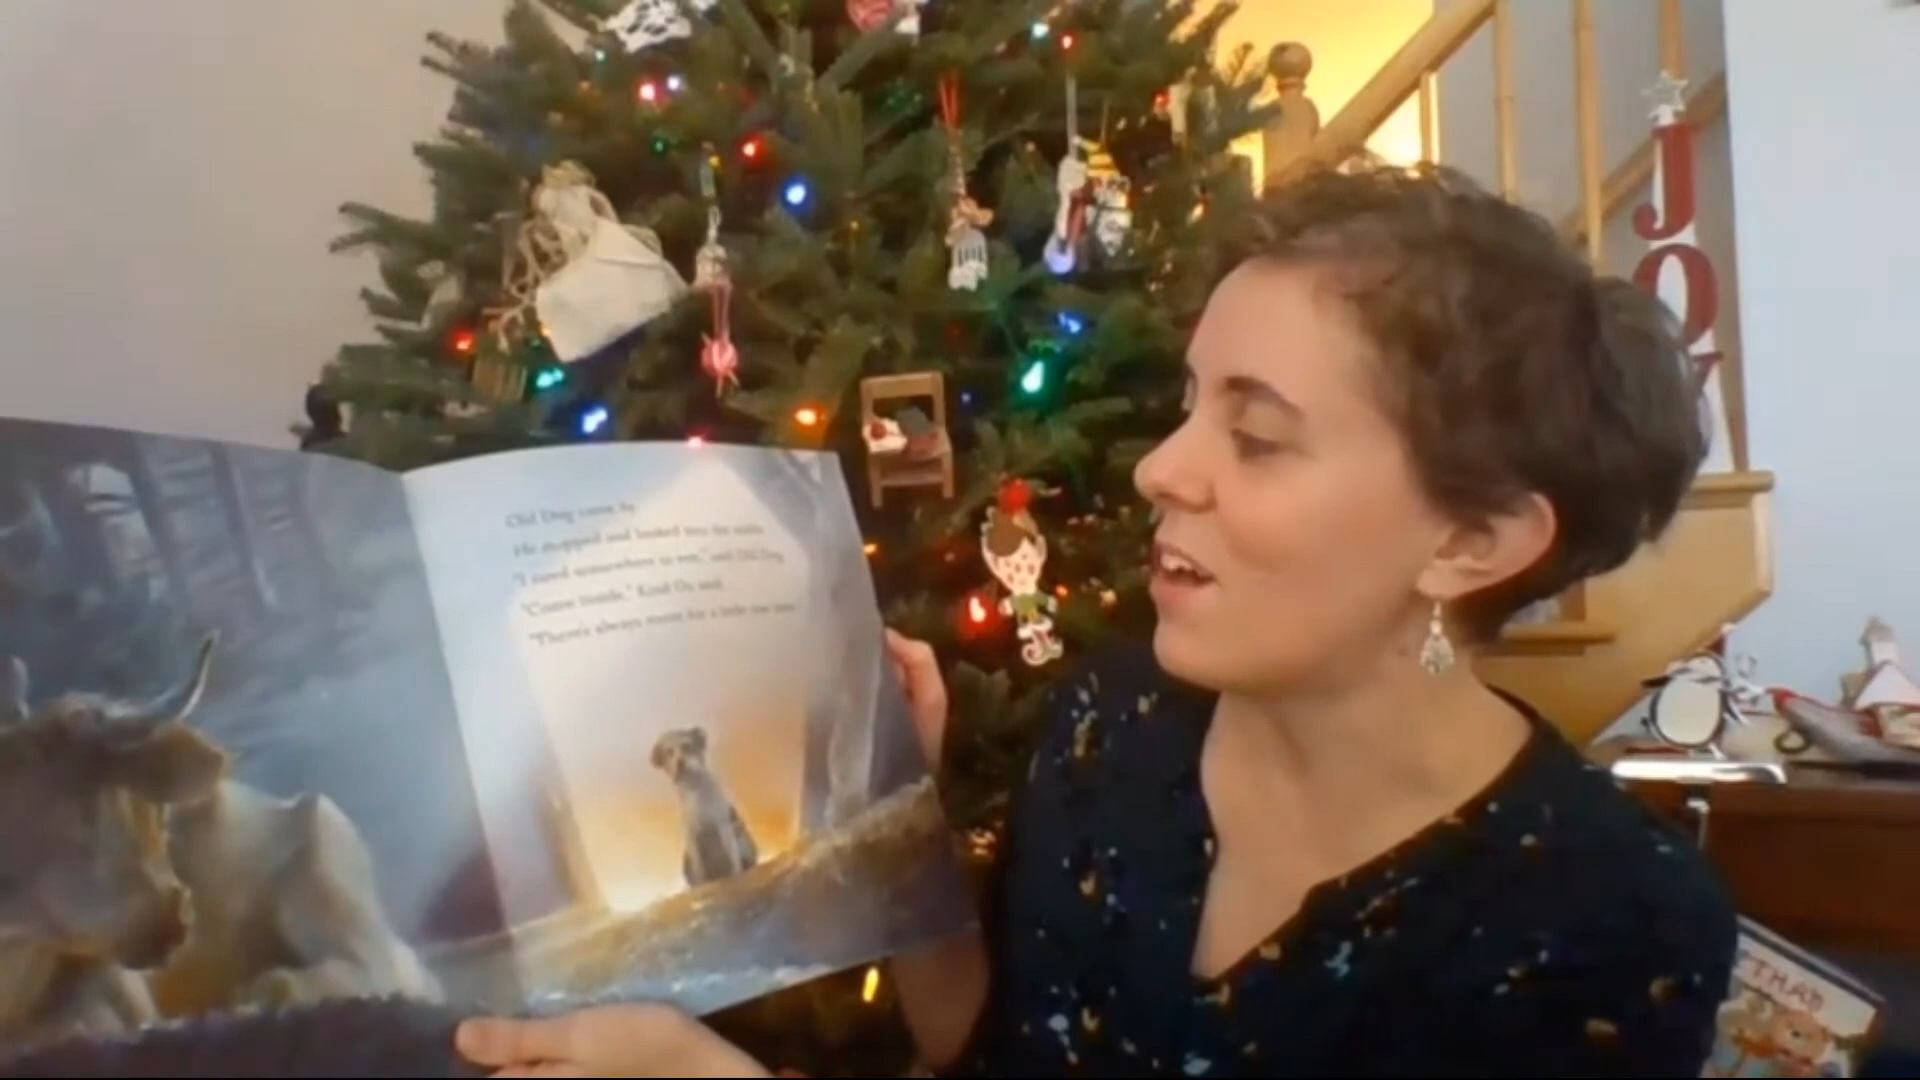 Old Dog came by.
He stopped and looked into the stable.
"I need somewhere to rest," said Old Dog.
"Come inside," Kind Ox said.
"There's always room for a little one here."
JOY